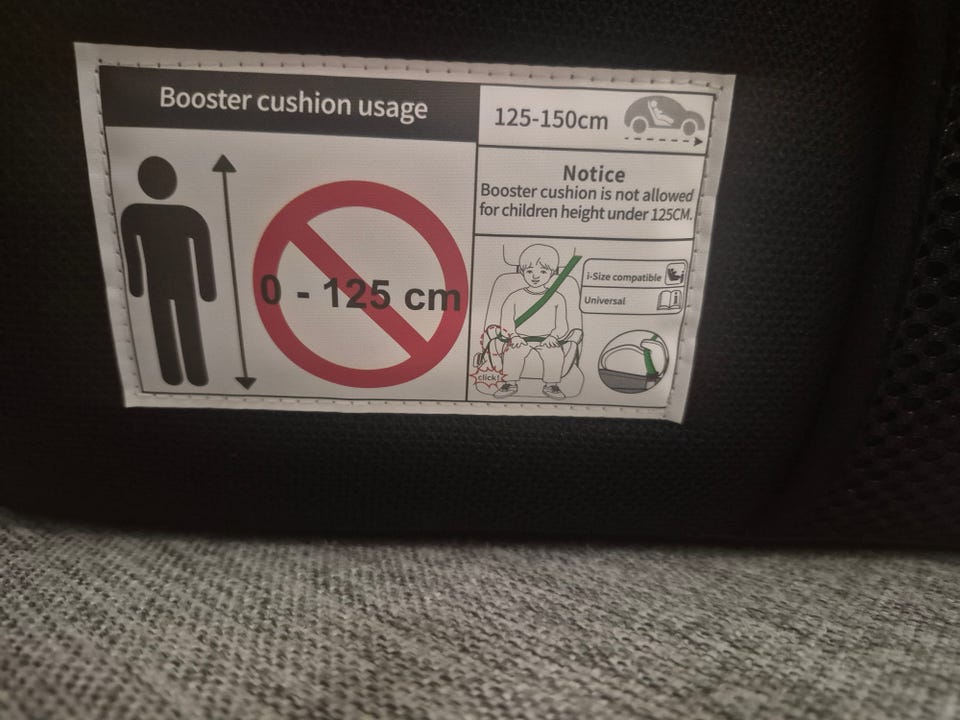 Booster cushion usage
125-150cm
Notice
Booster cushion is not allowed
for children height under 125CM.
0 - 125 cm
i-Size compatible
Universal
click!